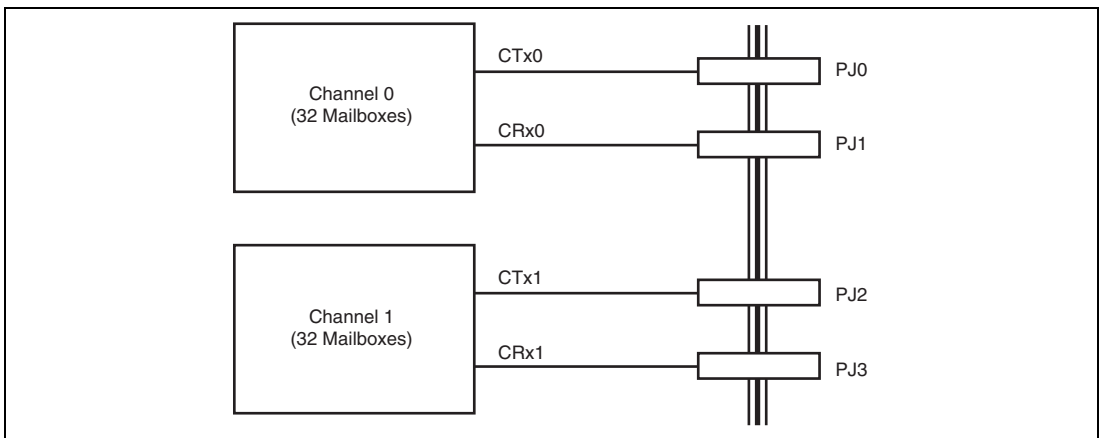 CTx0
PJ0
Channel 0
(32 Mailboxes)
CRx0
PJ1
CTx1
PJ2
Channel 1
(32 Mailboxes)
CRx1
PJ3